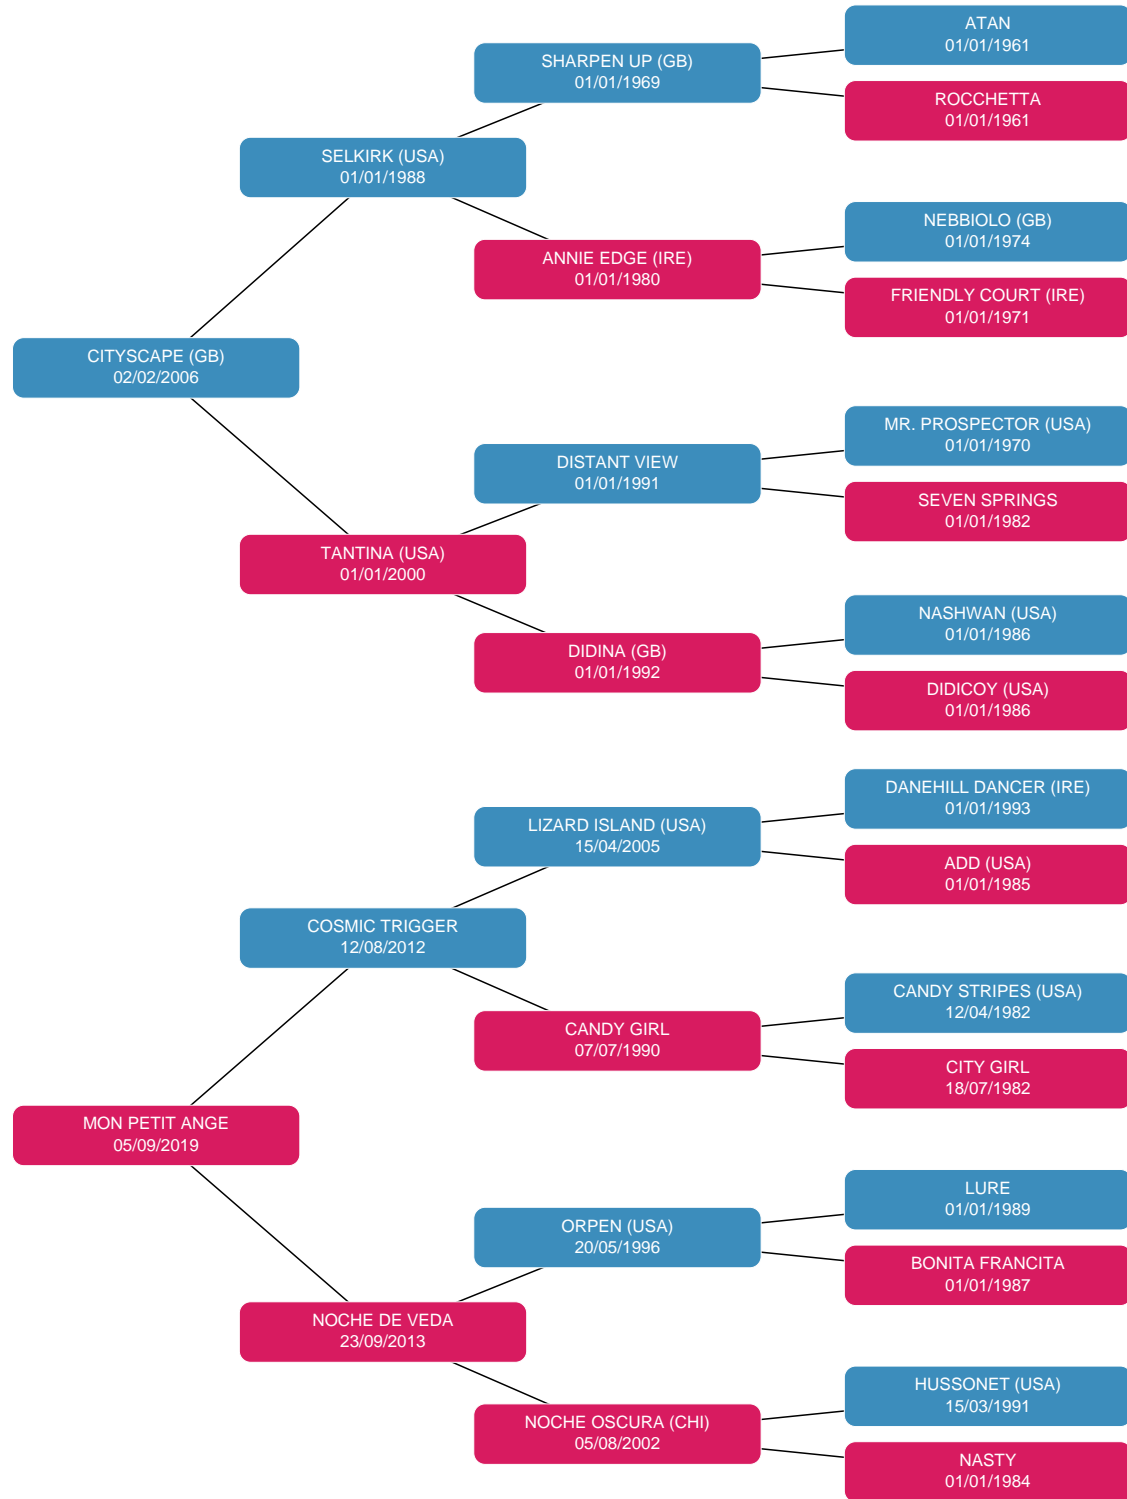 ATAN
01/01/1961
SHARPEN UP (GB)
01/01/1969
ROCCHETTA
01/01/1961
SELKIRK (USA)
01/01/1988
NEBBIOLO (GB)
01/01/1974
ANNIE EDGE (IRE)
01/01/1980
FRIENDLY COURT (IRE)
01/01/1971
CITYSCAPE (GB)
02/02/2006
MR. PROSPECTOR (USA)
01/01/1970
DISTANT VIEW
01/01/1991
SEVEN SPRINGS
01/01/1982
TANTINA (USA)
01/01/2000
NASHWAN (USA)
01/01/1986
DIDINA (GB)
01/01/1992
DIDICOY (USA)
01/01/1986
DANEHILL DANCER (IRE)
01/01/1993
LIZARD ISLAND (USA)
15/04/2005
ADD (USA)
01/01/1985
COSMIC TRIGGER
12/08/2012
CANDY STRIPES (USA)
12/04/1982
CANDY GIRL
07/07/1990
CITY GIRL
18/07/1982
MON PETIT ANGE
05/09/2019
LURE
01/01/1989
ORPEN (USA)
20/05/1996
BONITA FRANCITA
01/01/1987
NOCHE DE VEDA
23/09/2013
HUSSONET (USA)
15/03/1991
NOCHE OSCURA (CHI)
05/08/2002
NASTY
01/01/1984